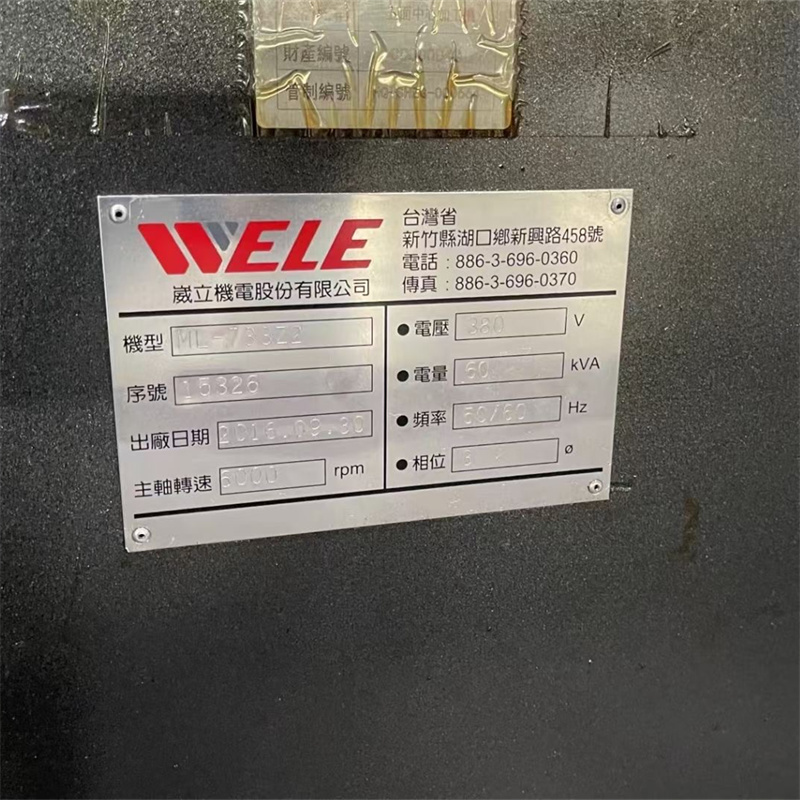 財產編號
管制編號
WELE
崴立機電股份有限公司
台灣省
新竹縣湖口鄉新興路458號
電話：886-3-696-0360
傳真：886-3-696-0370
機型
序號 15326
出廠日期 2016.09.30
主軸轉速 6000 rpm
●電壓 380 V
●電量 60 kVA
●頻率 50/60 Hz
●相位 3 ø